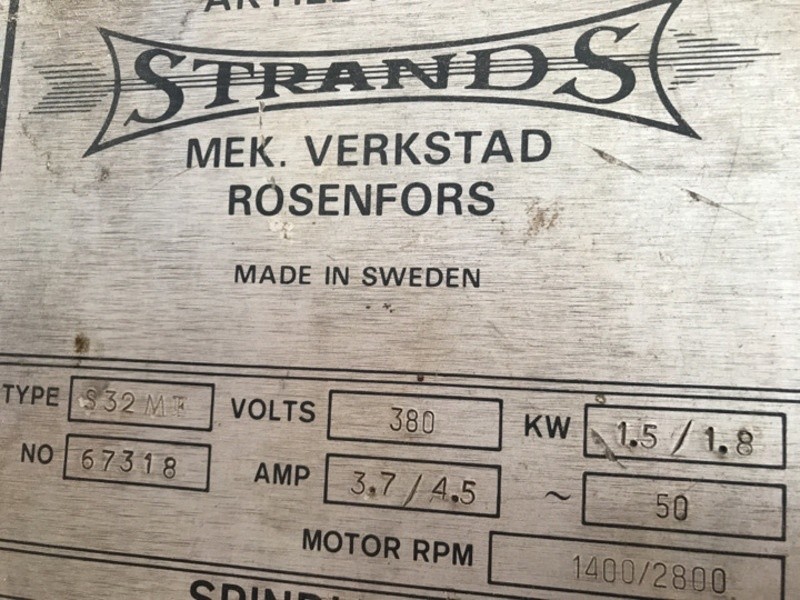 STRANDS
MEK. VERKSTAD
ROSENFORS
MADE IN SWEDEN
TYPE S32MF VOLTS 380 KW 1.5 / 1.8
NO 67318 AMP 3.7 / 4.5 ~ 50
MOTOR RPM 1400/2800